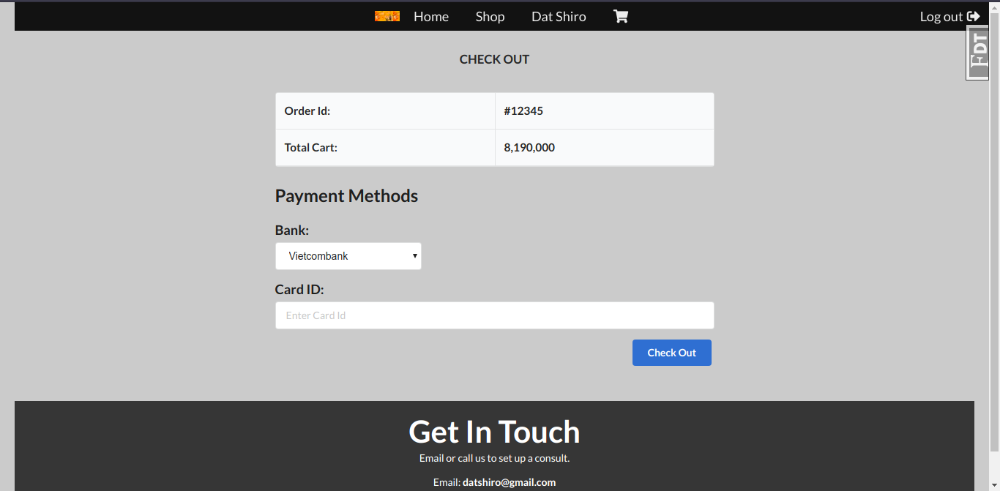 Home Shop Dat Shiro Log out
FDT
CHECK OUT
Order Id: #12345
Total Cart: 8,190,000
Payment Methods
Bank:
Vietcombank
Card ID:
Enter Card Id
Check Out
Get In Touch
Email or call us to set up a consult.
Email: datshiro@gmail.com